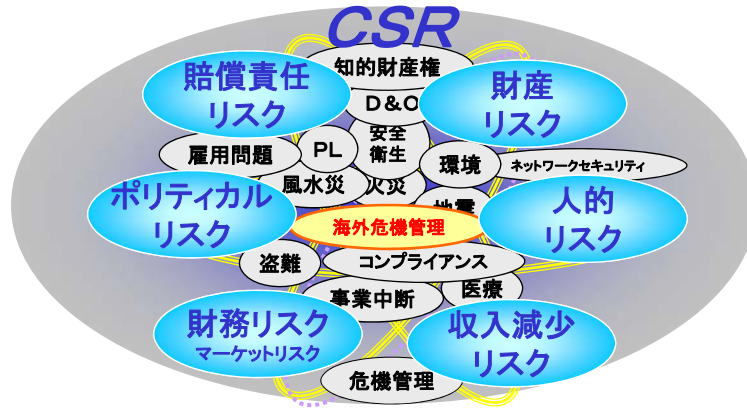 CSR
知的財産権
賠償責任
リスク
D&O
財産
リスク
安全
衛生
雇用問題
PL
環境
ネットワークセキュリティ
風水災
火災
地震
ポリティカル
リスク
人的
リスク
海外危機管理
盗難
コンプライアンス
事業中断
医療
財務リスク
マーケットリスク
収入減少
リスク
危機管理